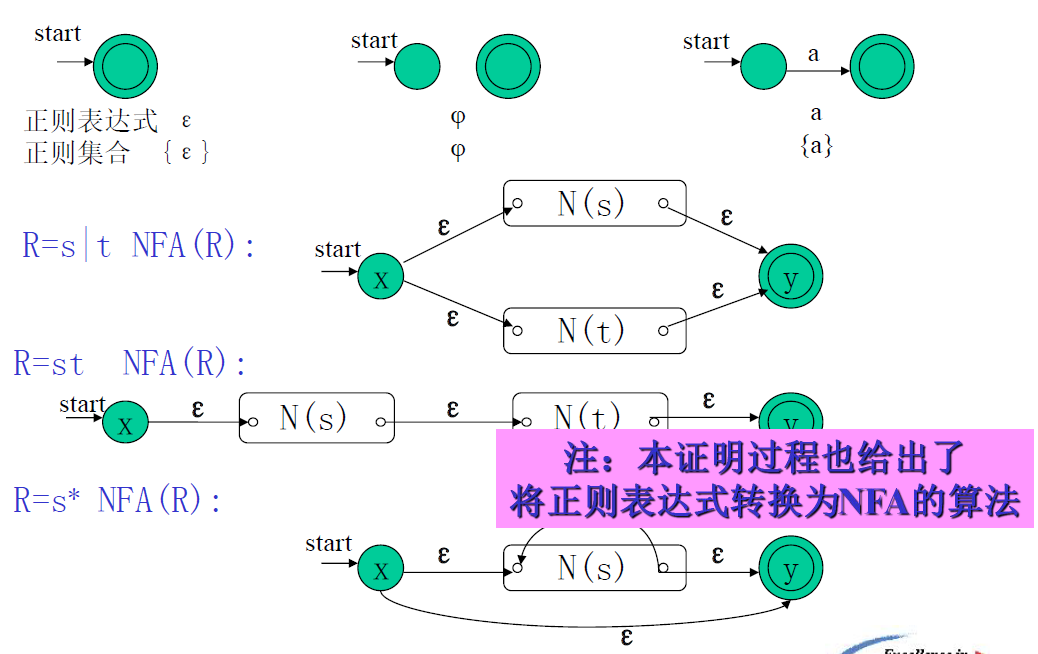 start
start
start
a
正则表达式 ε
φ
a
正则集合 {ε}
φ
{a}
N(s)
ε
ε
R=s|t NFA(R):
start
x
y
ε
ε
N(t)
R=st NFA(R):
start
x
ε
N(s)
ε
N(t)
ε
y
注：本证明过程也给出了
将正则表达式转换为NFA的算法
R=s* NFA(R):
start
x
ε
N(s)
ε
y
ε